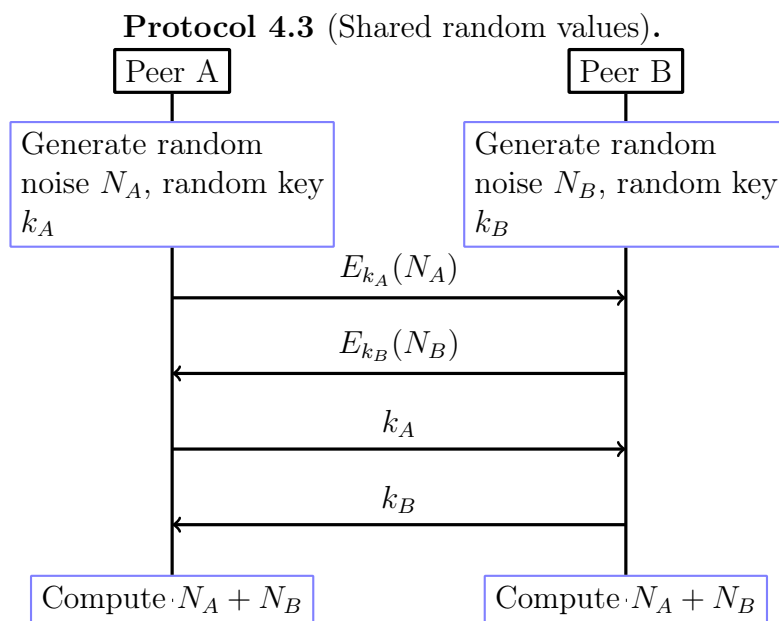 Protocol 4.3 (Shared random values).
Peer A
Peer B
Generate random
noise $N_A$, random key
$k_A$
Generate random
noise $N_B$, random key
$k_B$
$E_{k_A}(N_A)$
$E_{k_B}(N_B)$
$k_A$
$k_B$
Compute $N_A + N_B$
Compute $N_A + N_B$